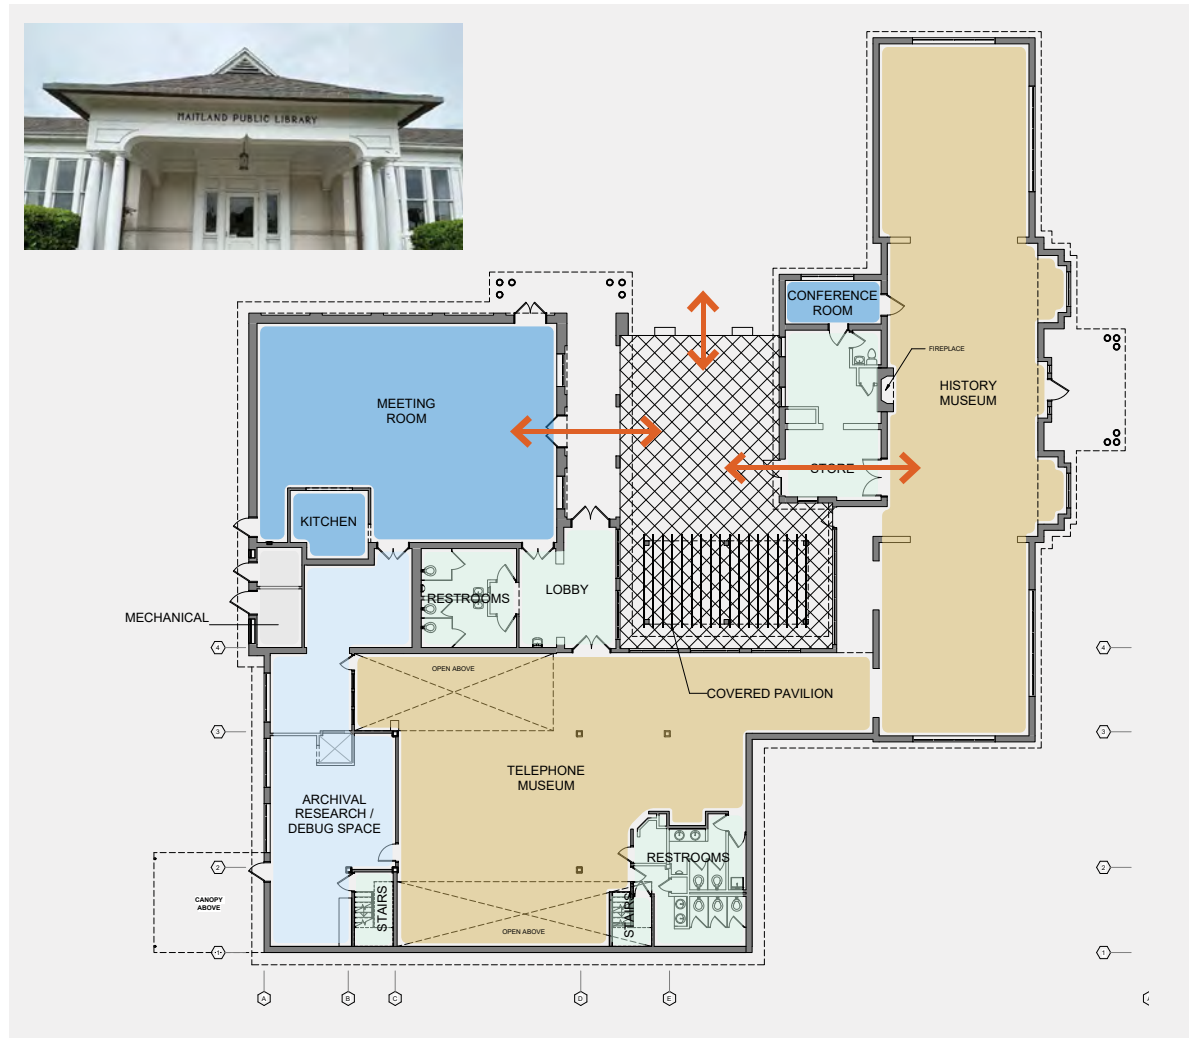 MAITLAND PUBLIC LIBRARY
CONFERENCE
ROOM
FIREPLACE
HISTORY
MUSEUM
MEETING
ROOM
STORE
KITCHEN
LOBBY
RESTROOMS
MECHANICAL
4
4
OPEN ABOVE
COVERED PAVILION
3
3
TELEPHONE
MUSEUM
ARCHIVAL
RESEARCH /
DEBUG SPACE
RESTROOMS
2
2
CANOPY
ABOVE
STAIRS
STAIRS
OPEN ABOVE
1
1
A
B
C
D
E